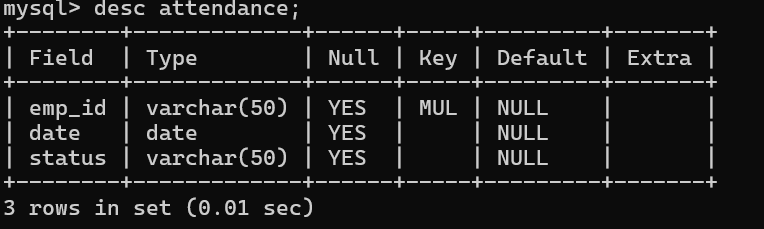 mysql> desc attendance;
+--------+-------------+------+-----+---------+-------+
| Field  | Type        | Null | Key | Default | Extra |
+--------+-------------+------+-----+---------+-------+
| emp_id | varchar(50) | YES  | MUL | NULL    |       |
| date   | date        | YES  |     | NULL    |       |
| status | varchar(50) | YES  |     | NULL    |       |
+--------+-------------+------+-----+---------+-------+
3 rows in set (0.01 sec)